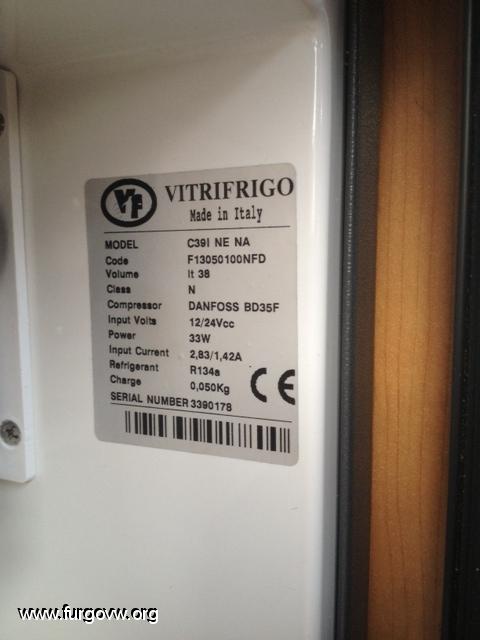 VF VITRIFRIGO
Made in Italy
MODEL C39I NE NA
Code F13050100NFD
Volume lt 38
Class N
Compressor DANFOSS BD35F
Input Volts 12/24Vcc
Power 33W
Input Current 2,83/1,42A
Refrigerant R134a
Charge 0,050Kg
CE
SERIAL NUMBER 3390178
www.furgovw.org